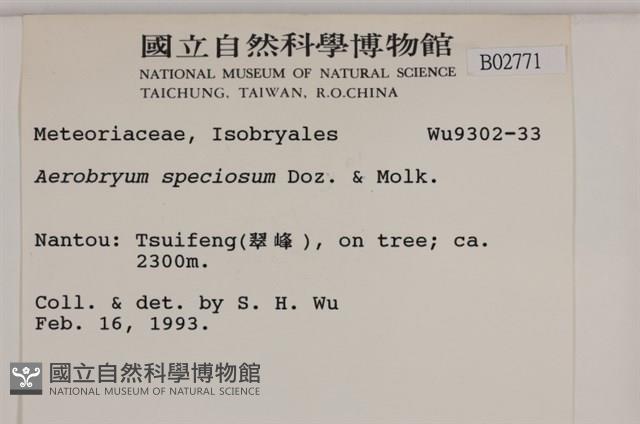 國立自然科學博物館
NATIONAL MUSEUM OF NATURAL SCIENCE
TAICHUNG, TAIWAN, R.O.CHINA
B02771
Meteoriaceae, Isobryales Wu9302-33
Aerobryum speciosum Doz. & Molk.
Nantou: Tsuifeng(翠峰), on tree; ca.
2300m.
Coll. & det. by S. H. Wu
Feb. 16, 1993.
國立自然科學博物館
NATIONAL MUSEUM OF NATURAL SCIENCE